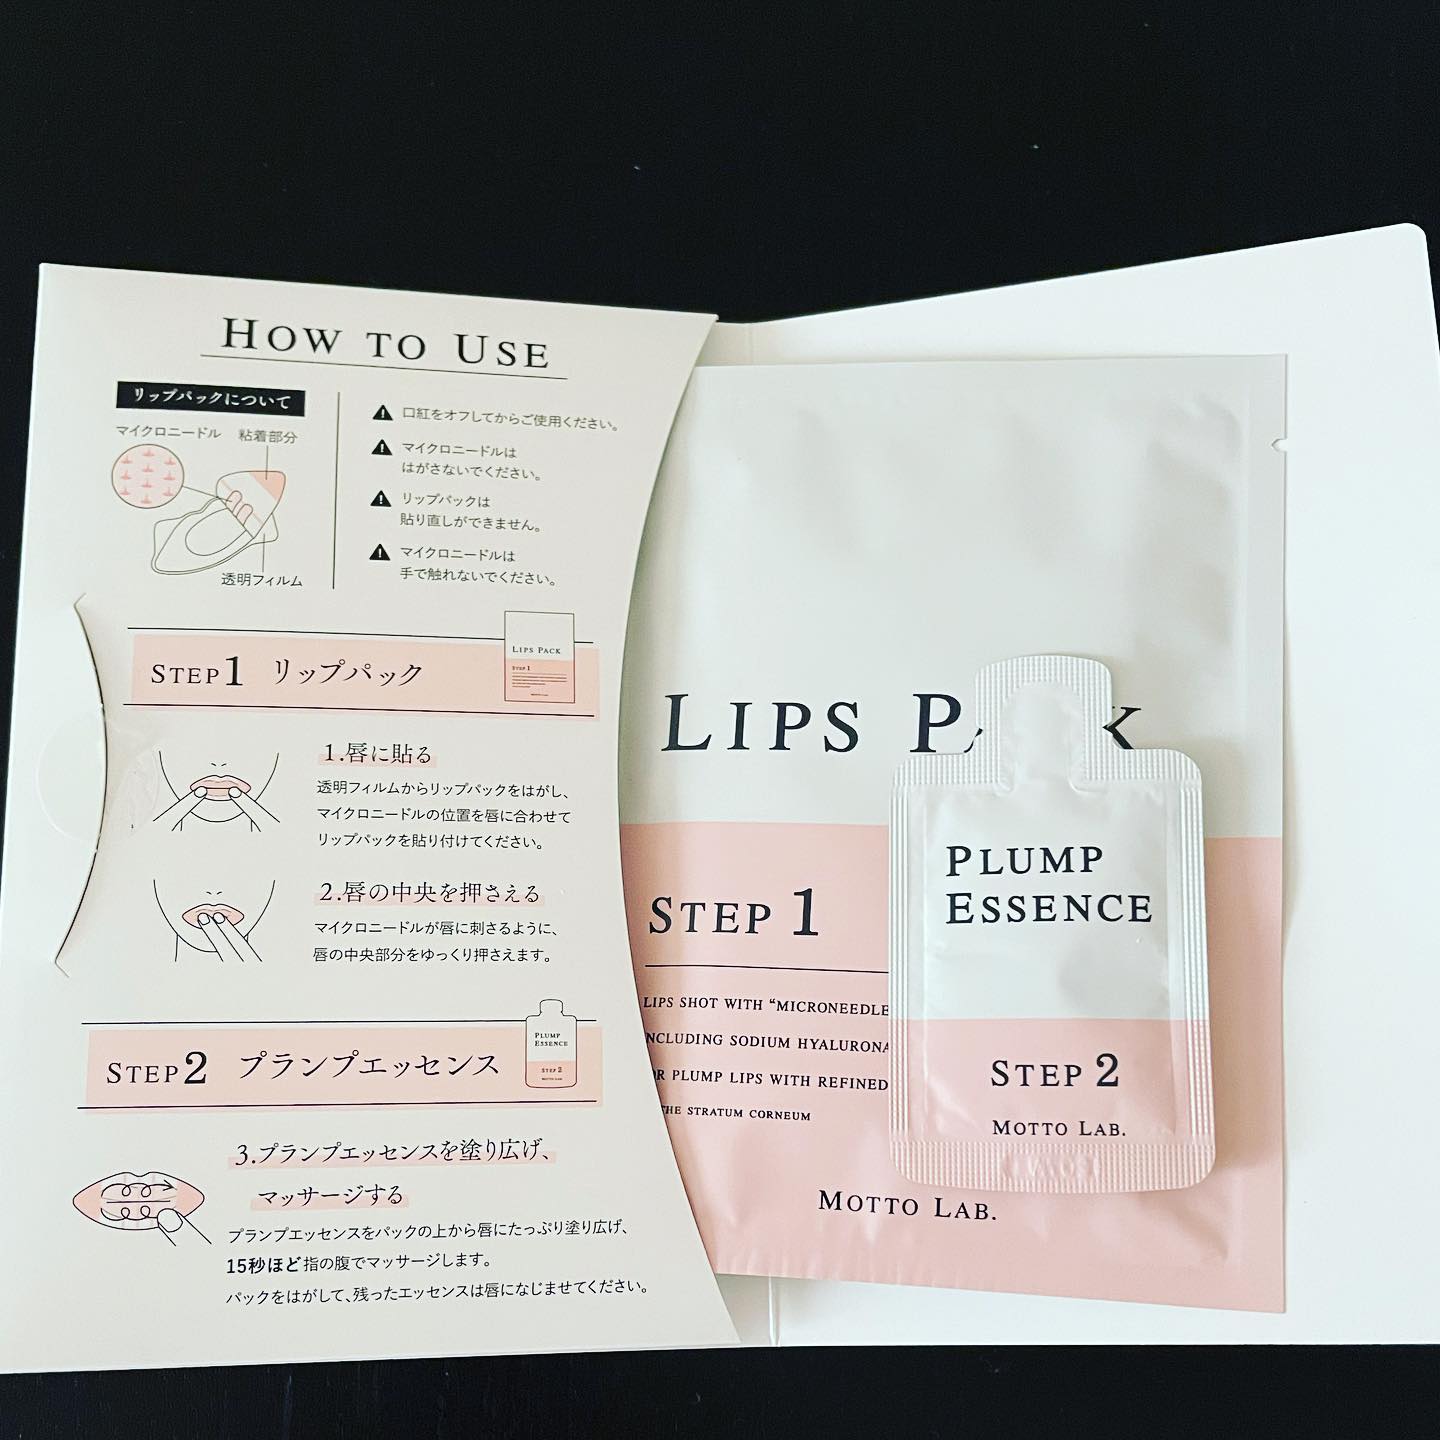 HOW TO USE
リップパックについて
マイクロニードル 粘着部分
透明フィルム
口紅をオフしてからご使用ください。
マイクロニードルは
はがさないでください。
リップパックは
貼り直しができません。
マイクロニードルは
手で触れないでください。
STEP1 リップパック
LIPS PACK
STEP 1
1.唇に貼る
透明フィルムからリップパックをはがし、
マイクロニードルの位置を唇に合わせて
リップパックを貼り付けてください。
2.唇の中央を押さえる
マイクロニードルが唇に刺さるように、
唇の中央部分をゆっくり押さえます。
STEP2 プランプエッセンス
PLUMP
ESSENCE
STEP 2
MOTTO LAB.
3.プランプエッセンスを塗り広げ、
マッサージする
プランプエッセンスをパックの上から唇にたっぷり塗り広げ、
15秒ほど指の腹でマッサージします。
パックをはがして、残ったエッセンスは唇になじませてください。
LIPS P K
STEP 1
LIPS SHOT WITH “MICRONEEDLE
NCLUDING SODIUM HYALURONA
R PLUMP LIPS WITH REFINED
THE STRATUM CORNEUM
MOTTO LAB.
PLUMP
ESSENCE
STEP 2
MOTTO LAB.